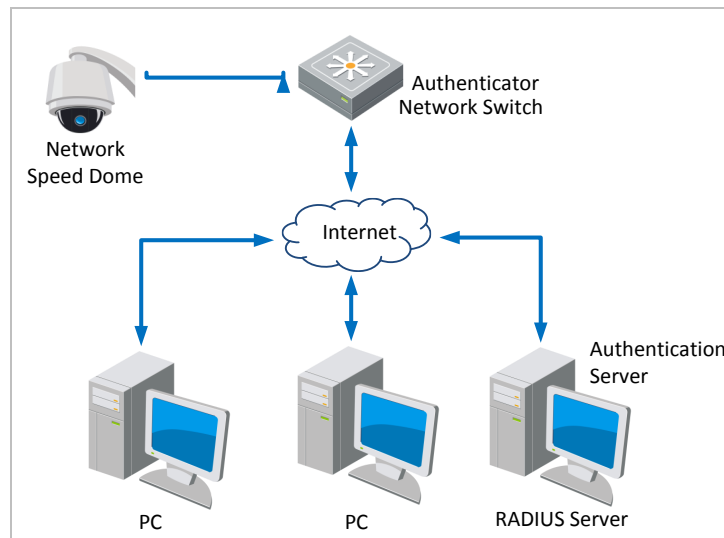 Authenticator
Network Switch
Network
Speed Dome
Internet
Authentication
Server
PC
PC
RADIUS Server